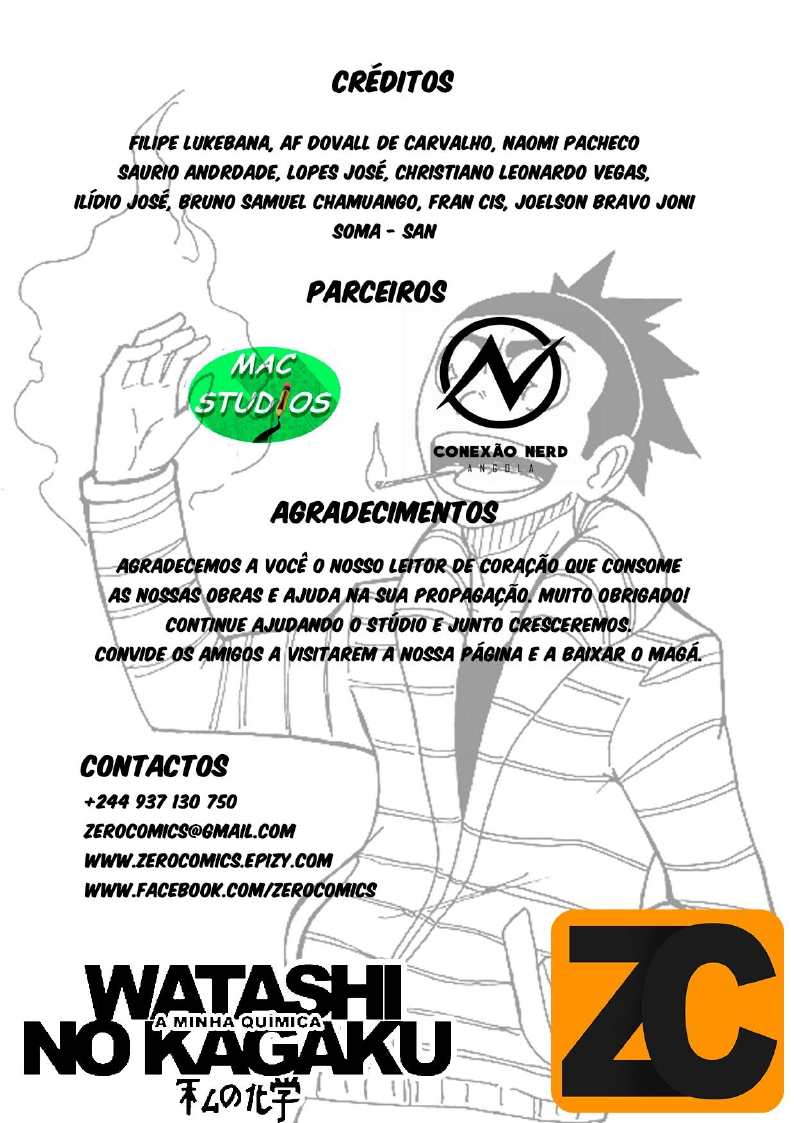 CRÉDITOS
FILIPE LUKEBANA, AF DOVALL DE CARVALHO, NAOMI PACHECO
SAURIO ANDRDADE, LOPES JOSÉ, CHRISTIANO LEONARDO VEGAS,
ILÍDIO JOSÉ, BRUNO SAMUEL CHAMUANGO, FRAN CIS, JOELSON BRAVO JONI
SOMA - SAN
PARCEIROS
MAC
STUDIOS
CONEXÃO NERD
ANGOLA
AGRADECIMENTOS
AGRADECEMOS A VOCÊ O NOSSO LEITOR DE CORAÇÃO QUE CONSOME
AS NOSSAS OBRAS E AJUDA NA SUA PROPAGAÇÃO. MUITO OBRIGADO!
CONTINUE AJUDANDO O STÚDIO E JUNTO CRESCEREMOS.
CONVIDE OS AMIGOS A VISITAREM A NOSSA PÁGINA E A BAIXAR O MAGÁ.
CONTACTOS
+244 937 130 750
ZEROCOMICS@GMAIL.COM
WWW.ZEROCOMICS.EPIZY.COM
WWW.FACEBOOK.COM/ZEROCOMICS
WATASHI
A MINHA QUÍMICA
NO KAGAKU
私の化学
ZC